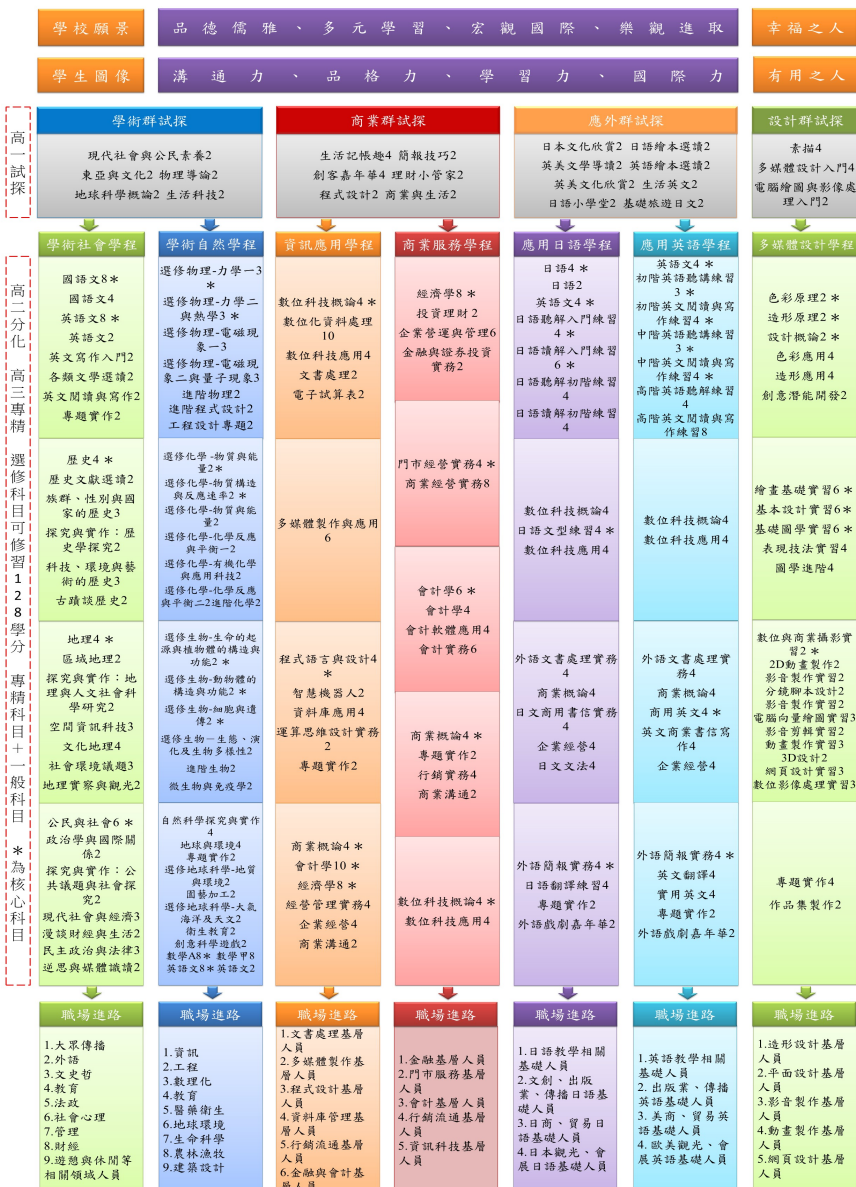 學校願景
品德儒雅、多元學習、宏觀國際、樂觀進取
幸福之人
學生圖像
溝通力、品格力、學習力、國際力
有用之人
高一試探
學術群試探
現代社會與公民素養2
東亞與文化2 物理導論2
地球科學概論2 生活科技2
商業群試探
生活記帳趣4 簡報技巧2
創客嘉年華4 理財小管家2
程式設計2 商業與生活2
應外群試探
日本文化欣賞2 日語繪本選讀2
英美文學導讀2 英語繪本選讀2
英美文化欣賞2 生活英文2
日語小學堂2 基礎旅遊日文2
設計群試探
素描4
多媒體設計入門4
電腦繪圖與影像處
理入門2
高二分化 高三專精 選修科目可修習128學分 專精科目+一般科目 *為核心科目
學術社會學程
國語文8*
國語文4
英語文8*
英語文2
英文寫作入門2
各類文學選讀2
英文閱讀與寫作2
專題實作2
歷史4*
歷史文獻選讀2
族群、性別與國
家的歷史3
探究與實作：歷
史學探究2
科技、環境與藝
術的歷史3
古蹟談歷史2
地理4*
區域地理2
探究與實作：地
理與人文社會科
學研究2
空間資訊科技3
文化地理4
社會環境議題3
地理實察與觀光2
公民與社會6*
政治學與國際關
係2
探究與實作：公
共議題與社會探
究2
現代社會與經濟3
漫談財經與生活2
民主政治與法律3
逆思與媒體識讀2
職場進路
1.大眾傳播
2.外語
3.文史哲
4.教育
5.法政
6.社會心理
7.管理
8.財經
9.遊憩與休閒等
相關領域人員
學術自然學程
選修物理-力學一3
*
選修物理-力學二
與熱學3*
選修物理-電磁現
象一3
選修物理-電磁現
象二與量子現象3
進階物理2
進階程式設計2
工程設計專題2
選修化學-物質與能
量2*
選修化學-物質構造
與反應速率2*
選修化學-物質與能
量2
選修化學-化學反應
與平衡一2
選修化學-有機化學
與應用科技2
選修化學-化學反應
與平衡二2進階化學2
選修生物-生命的起
源與植物體的構造與
功能2*
選修生物-動物體的
構造與功能2*
選修生物-細胞與遺
傳2*
選修生物－生態、演
化及生物多樣性2
進階生物2
微生物與免疫學2
自然科學探究與實作
4
地球與環境4
專題實作2
選修地球科學-地質
與環境2
園藝加工2
選修地球科學-大氣
海洋及天文2
衛生教育2
創意科學遊戲2
數學A8* 數學甲8
英語文8*英語文2
職場進路
1.資訊
2.工程
3.數理化
4.教育
5.醫藥衛生
6.地球環境
7.生命科學
8.農林漁牧
9.建築設計
資訊應用學程
數位科技概論4*
數位化資料處理
10
數位科技應用4
文書處理2
電子試算表2
多媒體製作與應用
6
程式語言與設計4
*
智慧機器人2
資料庫應用4
運算思維設計實務
2
專題實作2
商業概論4*
會計學10*
經濟學8*
經營管理實務4
企業經營4
商業溝通2
職場進路
1.文書處理基層
人員
2.多媒體製作基
層人員
3.程式設計基層
人員
4.資料庫管理基
層人員
5.行銷流通基層
人員
6.金融與會計基
層人員
商業服務學程
經濟學8*
投資理財2
企業營運與管理6
金融與證券投資
實務2
門市經營實務4*
商業經營實務8
會計學6*
會計學4
會計軟體應用4
會計實務6
商業概論4*
專題實作2
行銷實務4
商業溝通2
數位科技概論4*
數位科技應用4
職場進路
1.金融基層人員
2.門市服務基層
人員
3.會計基層人員
4.行銷流通基層
人員
5.資訊科技基層
人員
應用日語學程
日語4*
日語2
英語文4*
日語聽解入門練習
4*
日語讀解入門練習
6*
日語聽解初階練習
4
日語讀解初階練習
4
數位科技概論4
日語文型練習4*
數位科技應用4
外語文書處理實務
4
商業概論4
日文商用書信實務
4
企業經營4
日文文法4
外語簡報實務4*
日語翻譯練習4
專題實作2
外語戲劇嘉年華2
職場進路
1.日語教學相關
基礎人員
2.文創、出版
業、傳播日語基
礎人員
3.日商、貿易日
語基礎人員
4.日本觀光、會
展日語基礎人員
應用英語學程
英語文4*
初階英語聽講練習
3*
初階英文閱讀與寫
作練習4*
中階英語聽講練習
3*
中階英文閱讀與寫
作練習4*
高階英語聽解練習
4
高階英文閱讀與寫
作練習8
數位科技概論4
數位科技應用4
外語文書處理實
務4
商業概論4
商用英文4*
英文商業書信寫
作4
企業經營4
外語簡報實務4*
英文翻譯4
實用英文4
專題實作2
外語戲劇嘉年華2
職場進路
1.英語教學相關
基礎人員
2.出版業、傳播
英語基礎人員
3.美商、貿易英
語基礎人員
4.歐美觀光、會
展英語基礎人員
多媒體設計學程
色彩原理2*
造形原理2*
設計概論2*
色彩應用4
造形應用4
創意潛能開發2
繪畫基礎實習6*
基本設計實習6*
基礎圖學實習6*
表現技法實習4
圖學進階4
數位與商業攝影實
習2*
2D動畫製作2
影音製作實習2
分鏡腳本設計2
影音製作實習2
電腦向量繪圖實習3
影音剪輯實習2
動畫製作實習3
3D設計2
網頁設計實習3
數位影像處理實習3
專題實作4
作品集製作2
職場進路
1.造形設計基層
人員
2.平面設計基層
人員
3.影音製作基層
人員
4.動畫製作基層
人員
5.網頁設計基層
人員